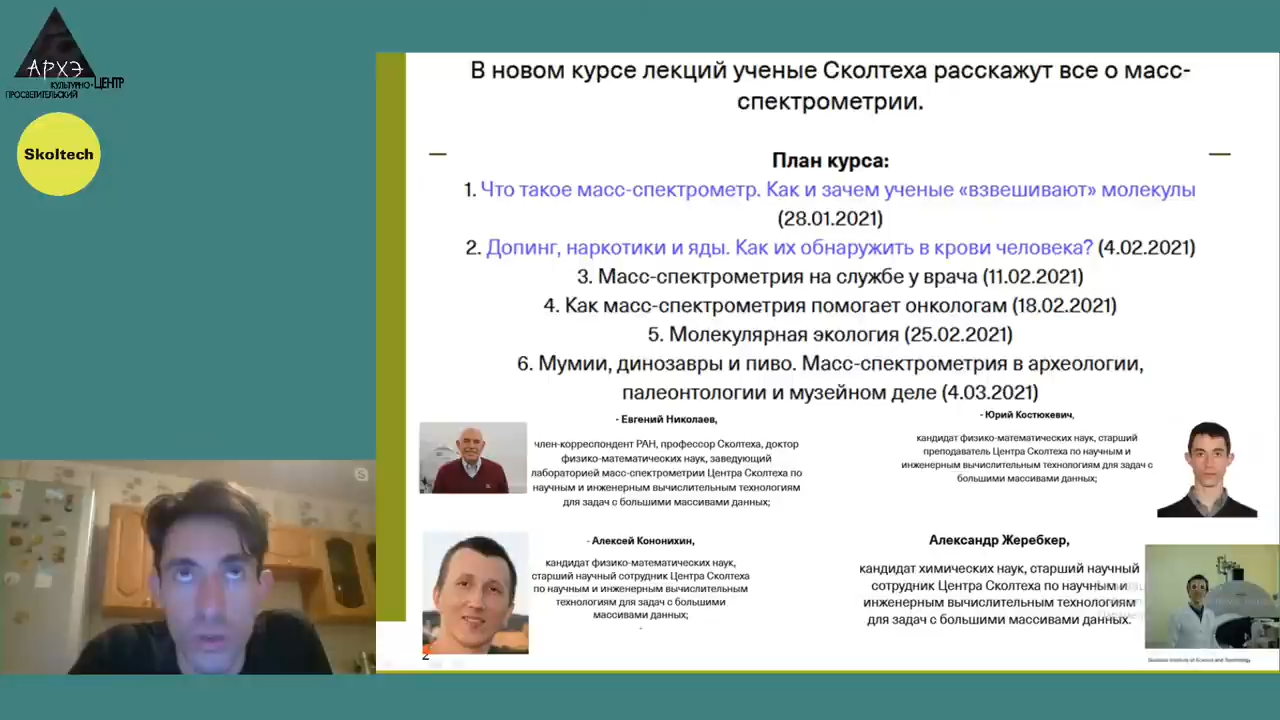 АРХЭ
КУЛЬТУРНО-ЦЕНТР
ПРОСВЕТИТЕЛЬСКИЙ
Skoltech
В новом курсе лекций ученые Сколтеха расскажут все о масс-
спектрометрии.
План курса:
1. Что такое масс-спектрометр. Как и зачем ученые «взвешивают» молекулы
(28.01.2021)
2. Допинг, наркотики и яды. Как их обнаружить в крови человека? (4.02.2021)
3. Масс-спектрометрия на службе у врача (11.02.2021)
4. Как масс-спектрометрия помогает онкологам (18.02.2021)
5. Молекулярная экология (25.02.2021)
6. Мумии, динозавры и пиво. Масс-спектрометрия в археологии,
палеонтологии и музейном деле (4.03.2021)
- Евгений Николаев,
член-корреспондент РАН, профессор Сколтеха, доктор
физико-математических наук, заведующий
лабораторией масс-спектрометрии Центра Сколтеха по
научным и инженерным вычислительным технологиям
для задач с большими массивами данных;
- Юрий Костюкевич,
кандидат физико-математических наук, старший
преподаватель Центра Сколтеха по научным и
инженерным вычислительным технологиям для задач с
большими массивами данных;
- Алексей Кононихин,
кандидат физико-математических наук,
старший научный сотрудник Центра Сколтеха
по научным и инженерным вычислительным
технологиям для задач с большими
массивами данных;
Александр Жеребкер,
кандидат химических наук, старший научный
сотрудник Центра Сколтеха по научным и
инженерным вычислительным технологиям
для задач с большими массивами данных.
2
Skolkovo Institute of Science and Technology